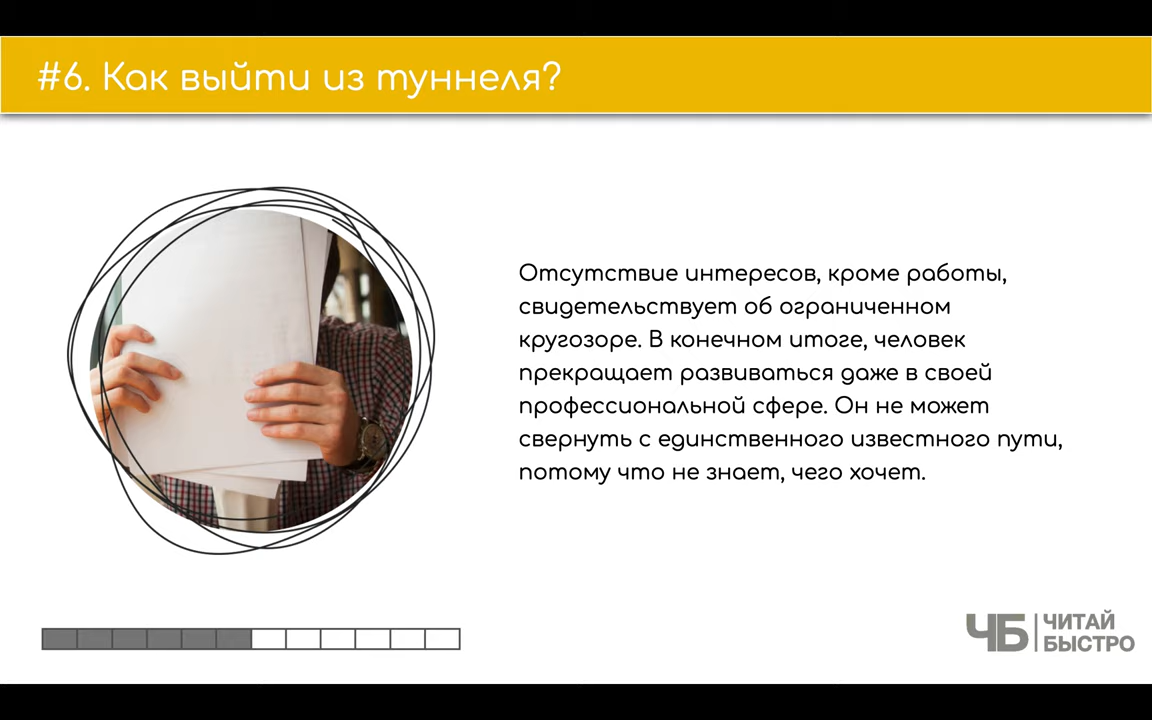 #6. Как выйти из туннеля?
Отсутствие интересов, кроме работы,
свидетельствует об ограниченном
кругозоре. В конечном итоге, человек
прекращает развиваться даже в своей
профессиональной сфере. Он не может
свернуть с единственного известного пути,
потому что не знает, чего хочет.
ЧБ
ЧИТАЙ
БЫСТРО